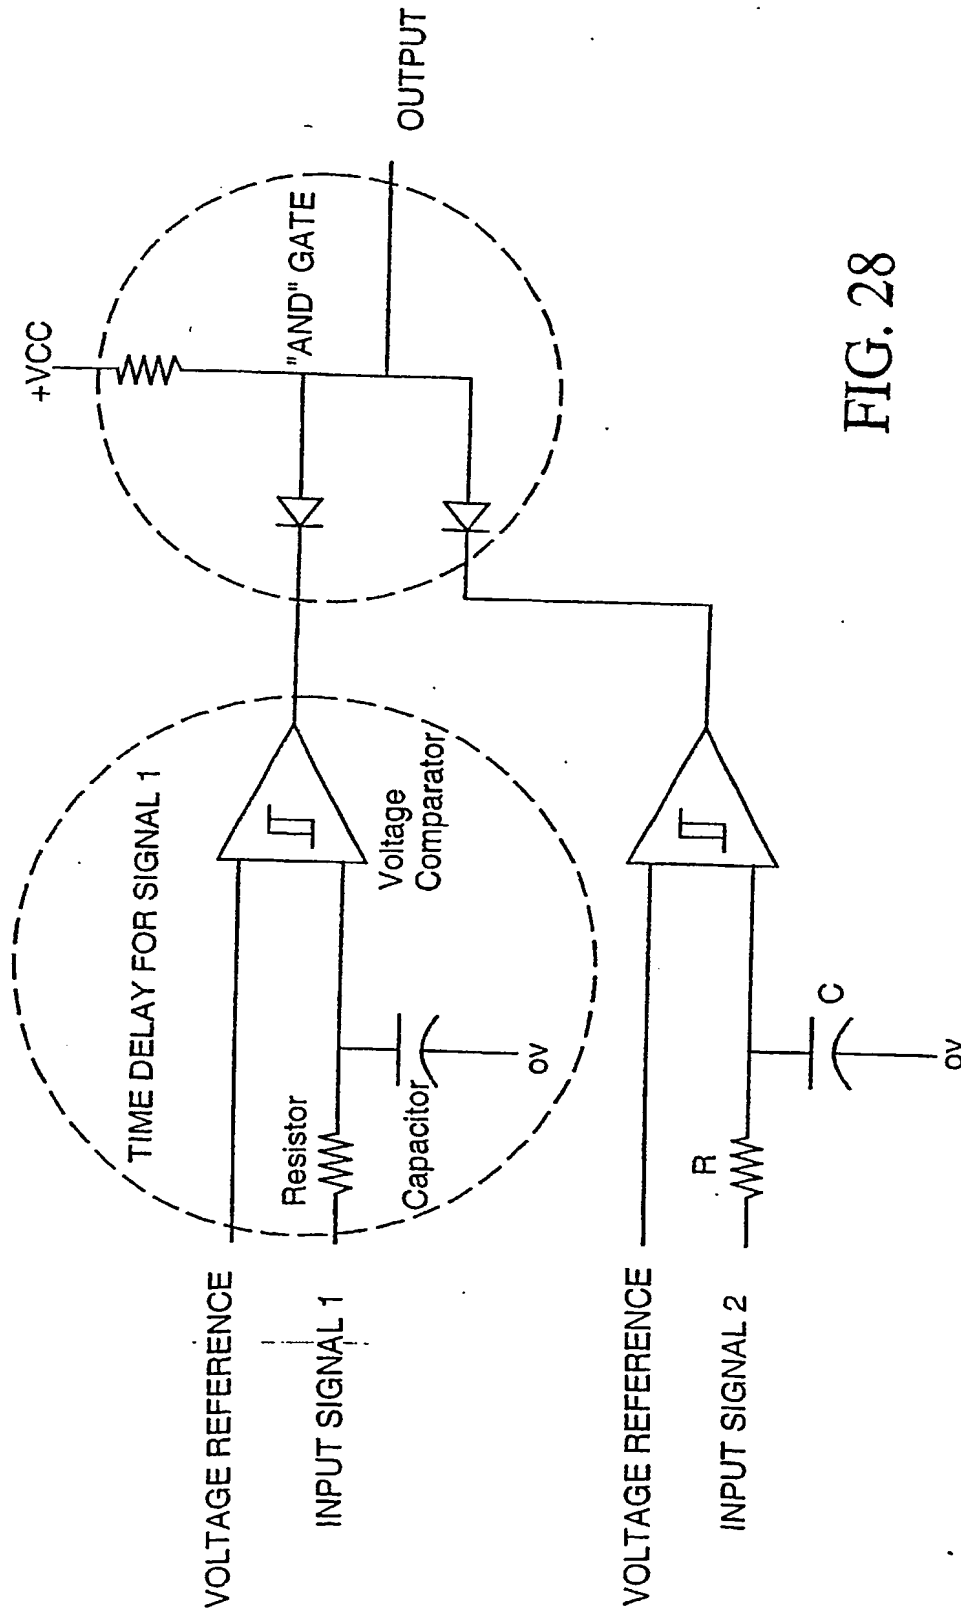 +VCC
"AND" GATE
OUTPUT
TIME DELAY FOR SIGNAL 1
Voltage
Comparator
Resistor
Capacitor
0V
VOLTAGE REFERENCE
INPUT SIGNAL 1
VOLTAGE REFERENCE
INPUT SIGNAL 2
R
C
0V
FIG. 28